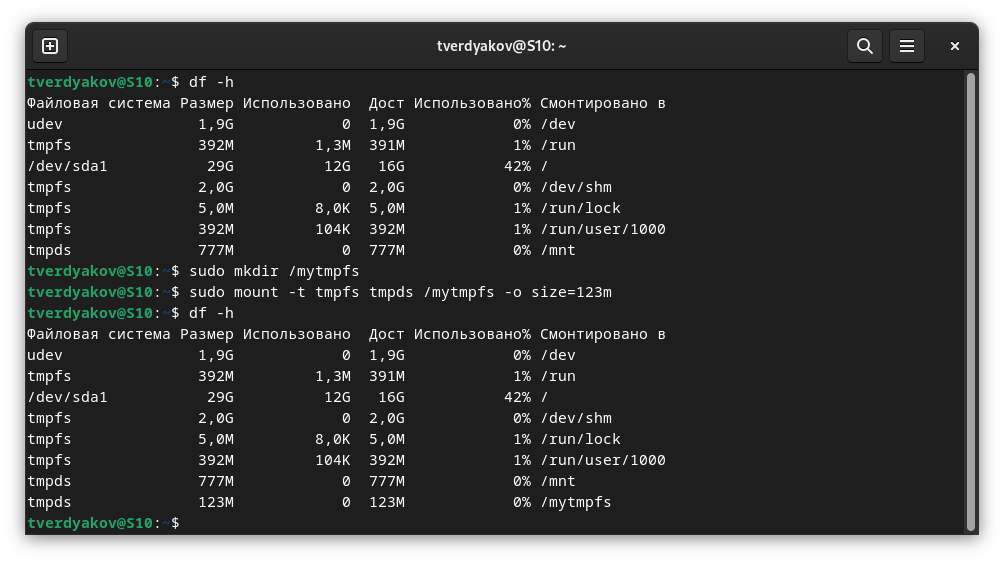 tverdyakov@S10: ~
tverdyakov@S10:~$ df -h
Файловая система Размер Использовано  Дост Использовано% Смонтировано в
udev               1,9G            0  1,9G            0% /dev
tmpfs              392M         1,3M  391M            1% /run
/dev/sda1           29G          12G   16G           42% /
tmpfs              2,0G            0  2,0G            0% /dev/shm
tmpfs              5,0M         8,0K  5,0M            1% /run/lock
tmpfs              392M         104K  392M            1% /run/user/1000
tmpds              777M            0  777M            0% /mnt
tverdyakov@S10:~$ sudo mkdir /mytmpfs
tverdyakov@S10:~$ sudo mount -t tmpfs tmpds /mytmpfs -o size=123m
tverdyakov@S10:~$ df -h
Файловая система Размер Использовано  Дост Использовано% Смонтировано в
udev               1,9G            0  1,9G            0% /dev
tmpfs              392M         1,3M  391M            1% /run
/dev/sda1           29G          12G   16G           42% /
tmpfs              2,0G            0  2,0G            0% /dev/shm
tmpfs              5,0M         8,0K  5,0M            1% /run/lock
tmpfs              392M         104K  392M            1% /run/user/1000
tmpds              777M            0  777M            0% /mnt
tmpds              123M            0  123M            0% /mytmpfs
tverdyakov@S10:~$